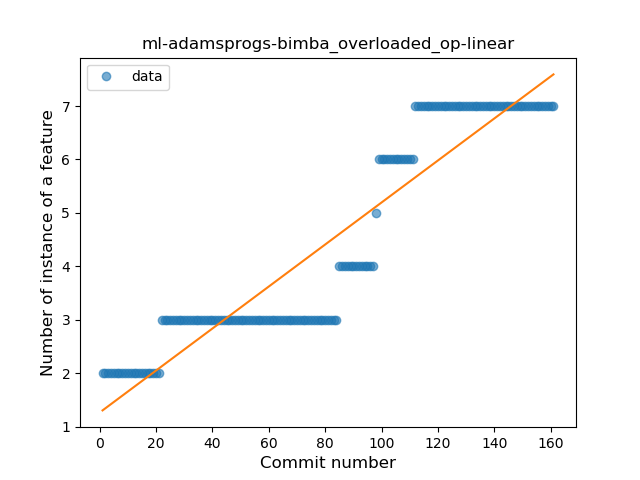 ml-adamsprogs-bimba_overloaded_op-linear
data
Number of instance of a feature
7
6
5
4
3
2
1
0 20 40 60 80 100 120 140 160
Commit number